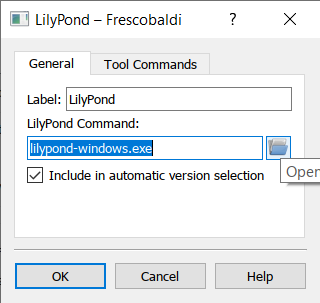 LilyPond – Frescobaldi
General
Tool Commands
Label: LilyPond
LilyPond Command:
lilypond-windows.exe
Include in automatic version selection
Open
OK
Cancel
Help